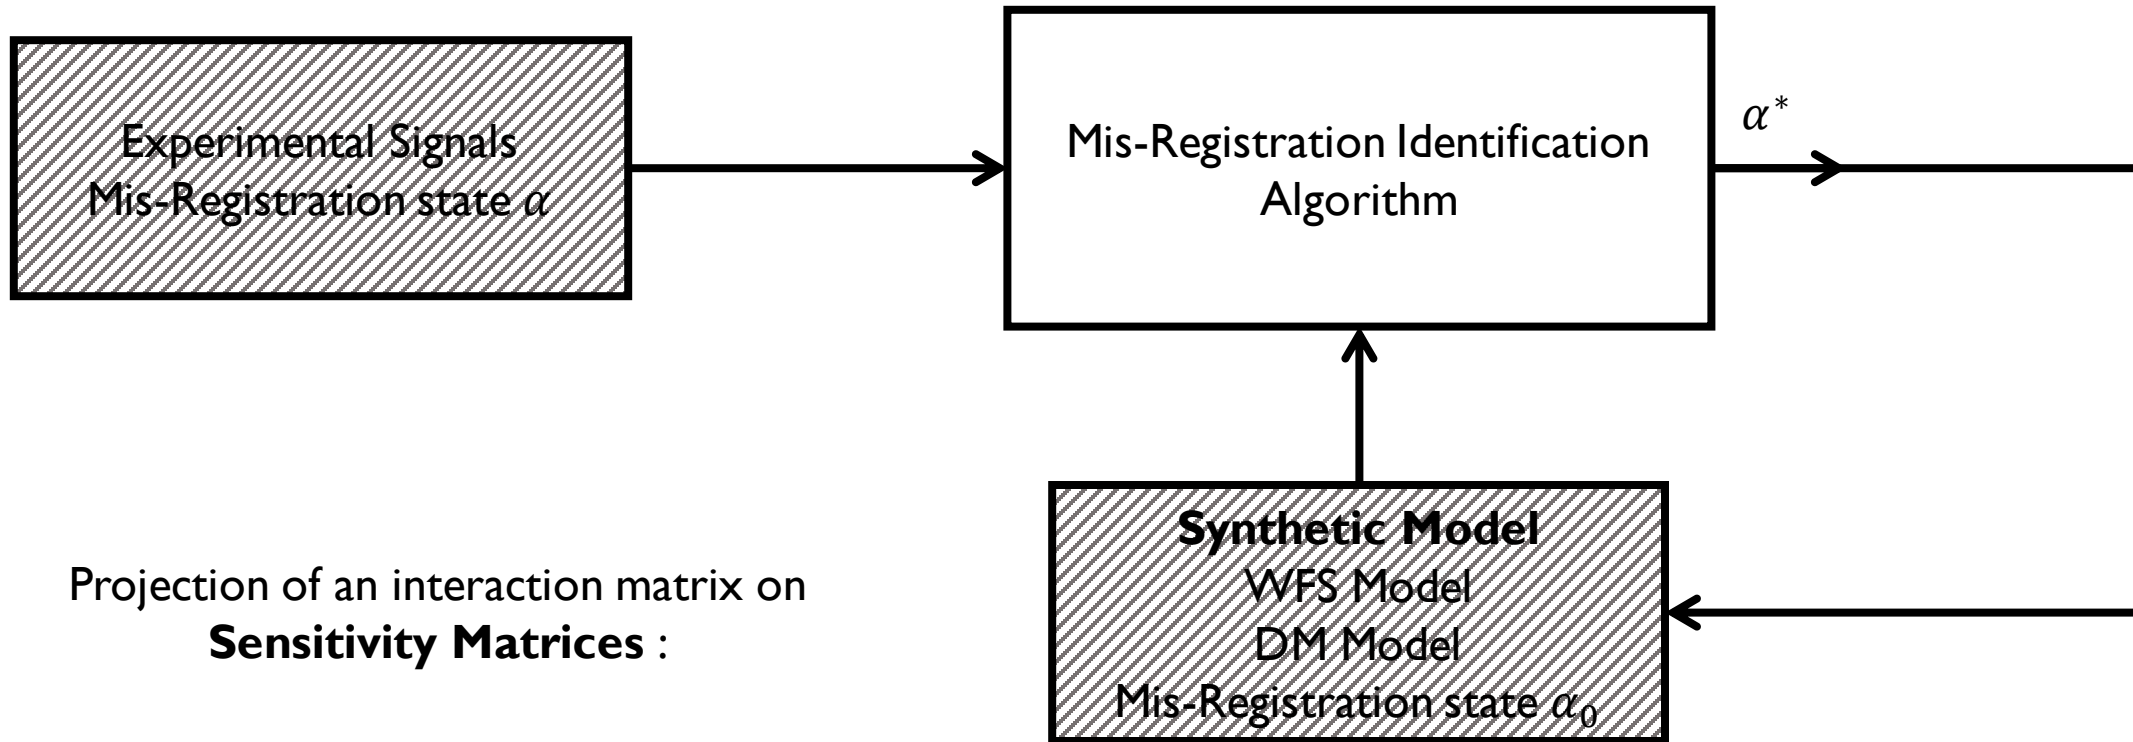 Experimental Signals
Mis-Registration state α
Mis-Registration Identification
Algorithm
α*
Synthetic Model
WFS Model
DM Model
Mis-Registration state α₀
Projection of an interaction matrix on
Sensitivity Matrices :